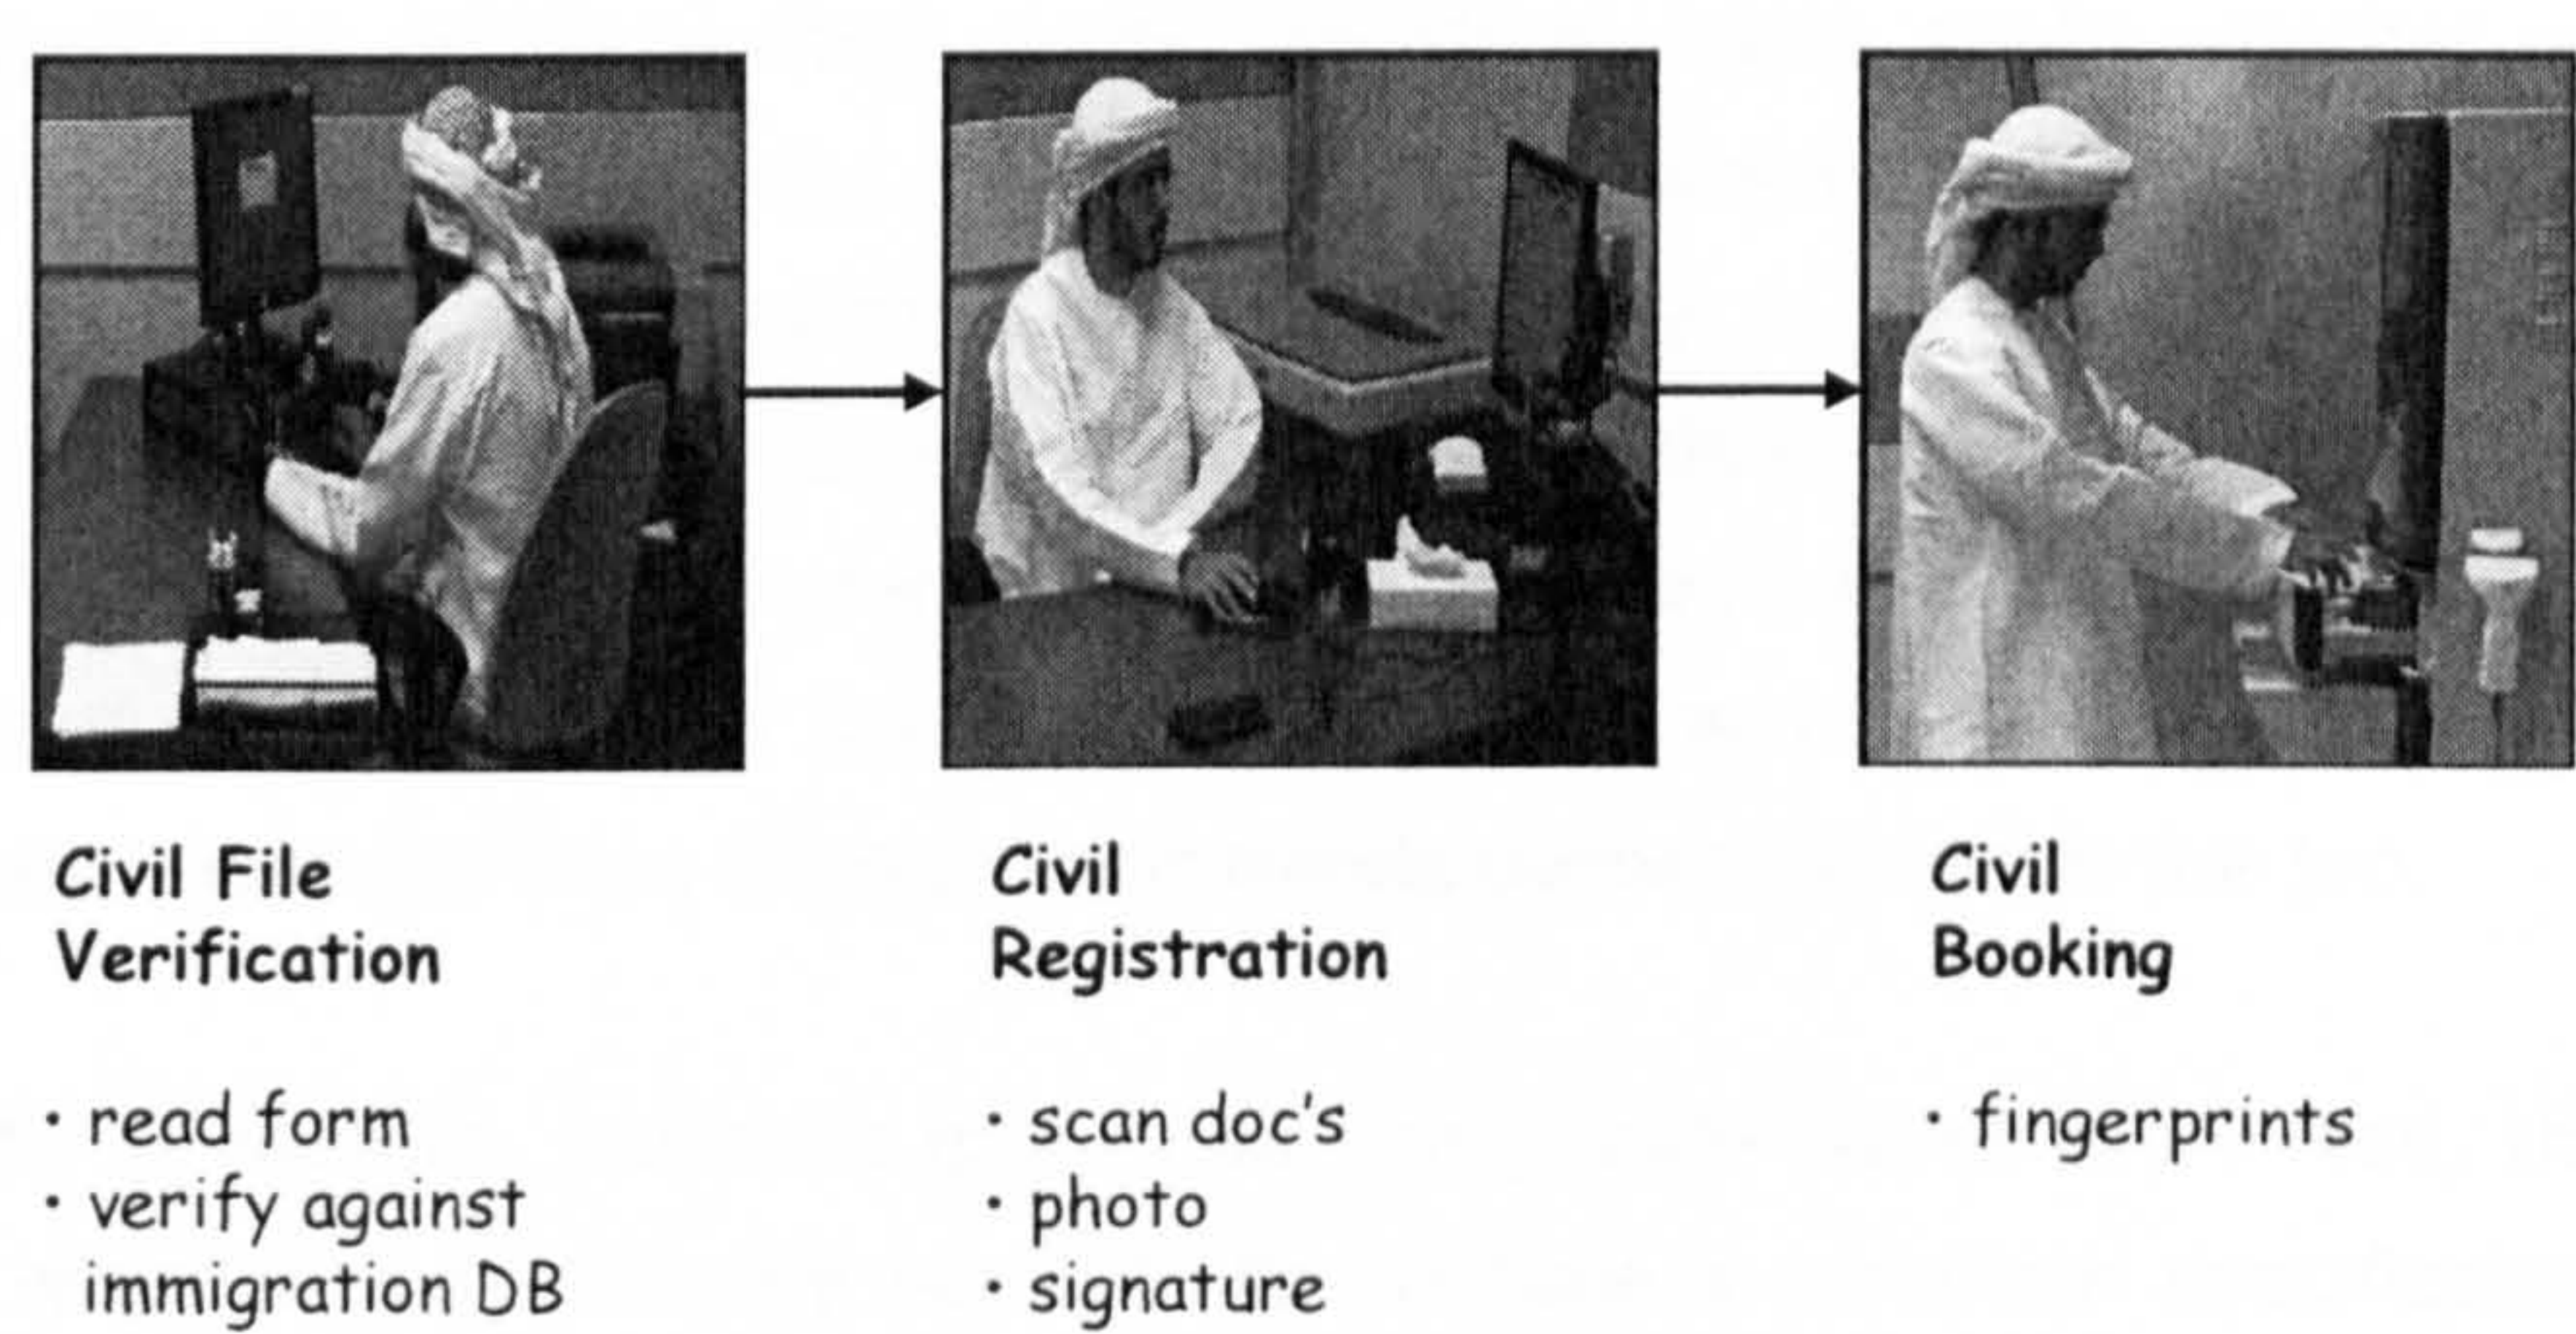 Civil File
Verification
• read form
• verify against
immigration DB
Civil
Registration
• scan doc's
• photo
• signature
Civil
Booking
• fingerprints